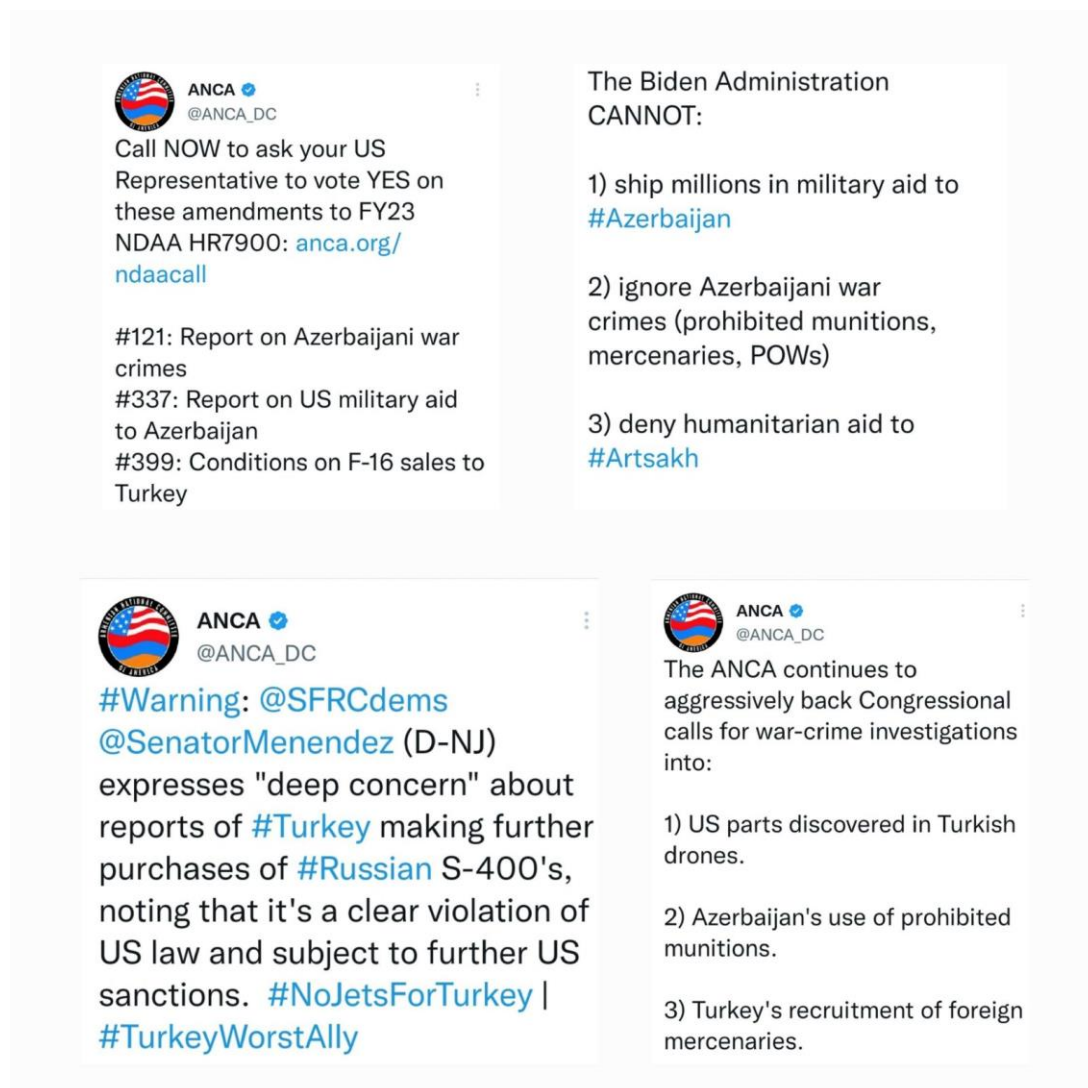 ANCA
@ANCA_DC
Call NOW to ask your US
Representative to vote YES on
these amendments to FY23
NDAA HR7900: anca.org/
ndaacall
#121: Report on Azerbaijani war
crimes
#337: Report on US military aid
to Azerbaijan
#399: Conditions on F-16 sales to
Turkey
The Biden Administration
CANNOT:
1) ship millions in military aid to
#Azerbaijan
2) ignore Azerbaijani war
crimes (prohibited munitions,
mercenaries, POWs)
3) deny humanitarian aid to
#Artsakh
ARMENIAN NATIONAL COMMITTEE
OF AMERICA
ANCA
@ANCA_DC
#Warning: @SFRCdems
@SenatorMenendez (D-NJ)
expresses "deep concern" about
reports of #Turkey making further
purchases of #Russian S-400's,
noting that it's a clear violation of
US law and subject to further US
sanctions. #NoJetsForTurkey |
#TurkeyWorstAlly
ANCA
@ANCA_DC
The ANCA continues to
aggressively back Congressional
calls for war-crime investigations
into:
1) US parts discovered in Turkish
drones.
2) Azerbaijan's use of prohibited
munitions.
3) Turkey's recruitment of foreign
mercenaries.